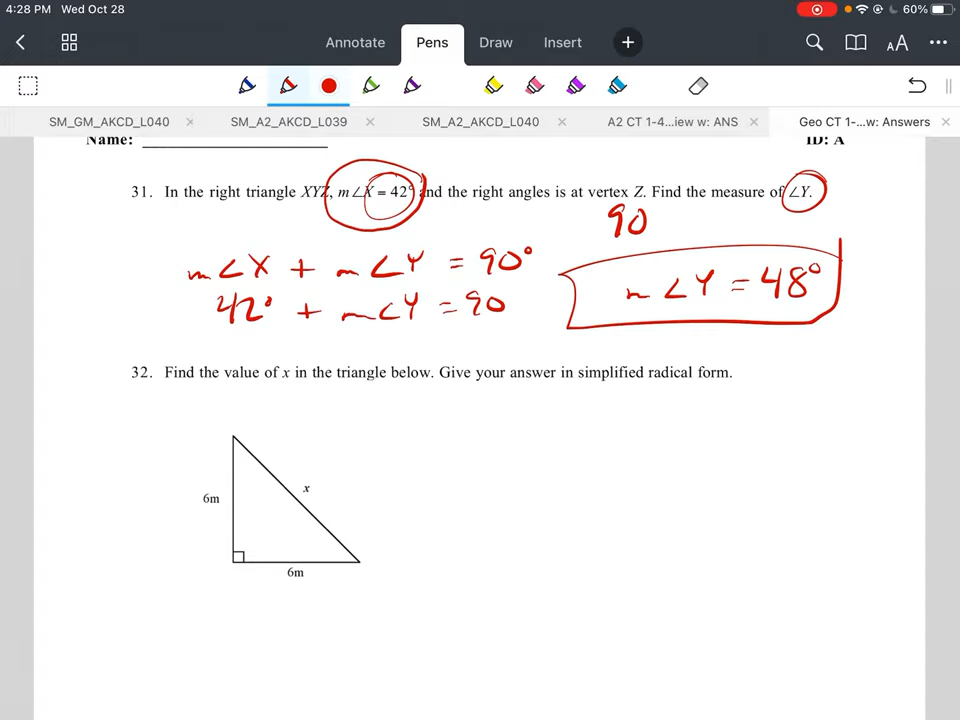 4:28 PM Wed Oct 28 60%
Annotate Pens Draw Insert + AA
SM_GM_AKCD_L040 × SM_A2_AKCD_L039 × SM_A2_AKCD_L040 × A2 CT 1-4...iew w: ANS × Geo CT 1-...w: Answers ×
Name: ID: A
31. In the right triangle XYZ, m∠X = 42° and the right angles is at vertex Z. Find the measure of ∠Y.
90
m∠X + m∠Y = 90°
42° + m∠Y = 90
m∠Y = 48°
32. Find the value of x in the triangle below. Give your answer in simplified radical form.
x
6m
6m